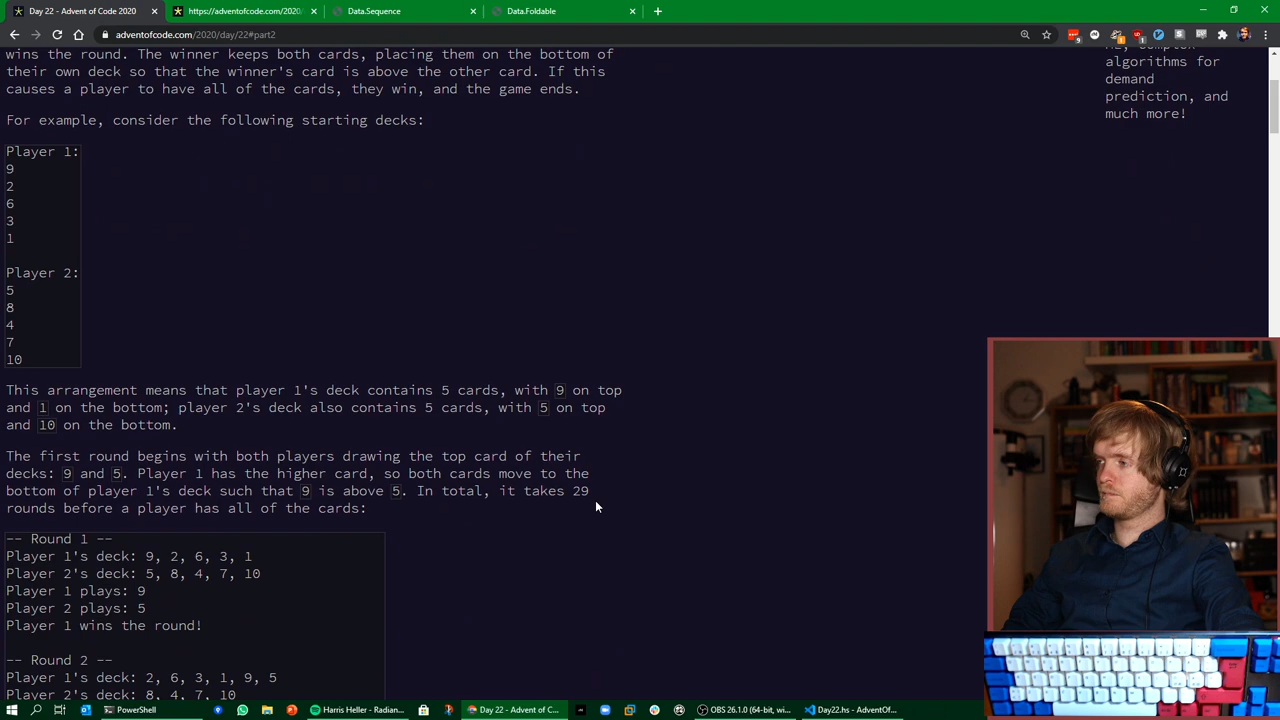 Day 22 - Advent of Code 2020
https://adventofcode.com/2020/
Data.Sequence
Data.Foldable
adventofcode.com/2020/day/22#part2
wins the round. The winner keeps both cards, placing them on the bottom of
their own deck so that the winner's card is above the other card. If this
causes a player to have all of the cards, they win, and the game ends.
For example, consider the following starting decks:
Player 1:
9
2
6
3
1
Player 2:
5
8
4
7
10
This arrangement means that player 1's deck contains 5 cards, with 9 on top
and 1 on the bottom; player 2's deck also contains 5 cards, with 5 on top
and 10 on the bottom.
The first round begins with both players drawing the top card of their
decks: 9 and 5. Player 1 has the higher card, so both cards move to the
bottom of player 1's deck such that 9 is above 5. In total, it takes 29
rounds before a player has all of the cards:
-- Round 1 --
Player 1's deck: 9, 2, 6, 3, 1
Player 2's deck: 5, 8, 4, 7, 10
Player 1 plays: 9
Player 2 plays: 5
Player 1 wins the round!
-- Round 2 --
Player 1's deck: 2, 6, 3, 1, 9, 5
Player 2's deck: 8, 4, 7, 10
algorithms for
demand
prediction, and
much more!
PowerShell
Harris Heller - Radian...
Day 22 - Advent of C...
OBS 26.1.0 (64-bit, wi...
Day22.hs - AdventOf...